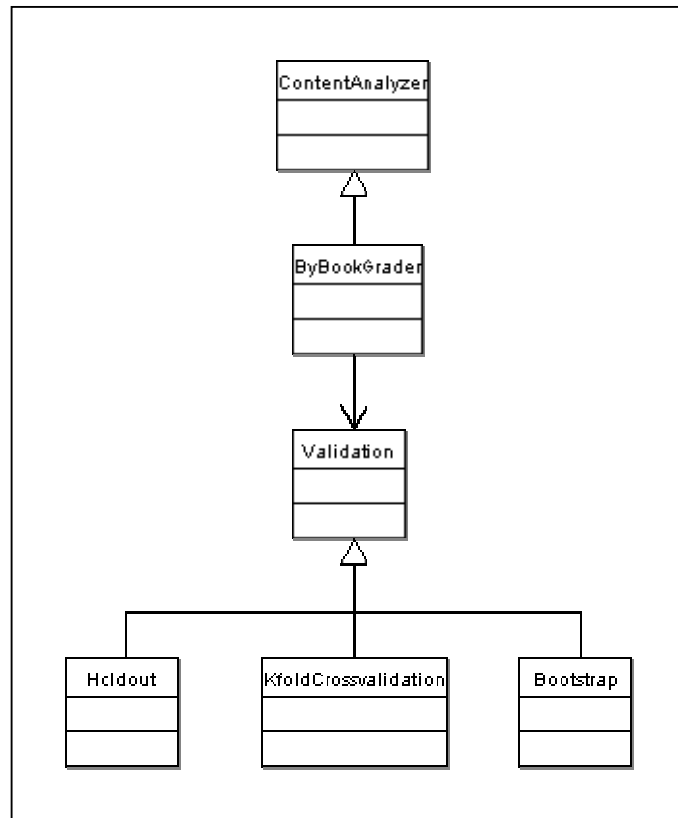 ContentAnalyzer
ByBookGrader
Validation
Holdout
KfoldCrossvalidation
Bootstrap